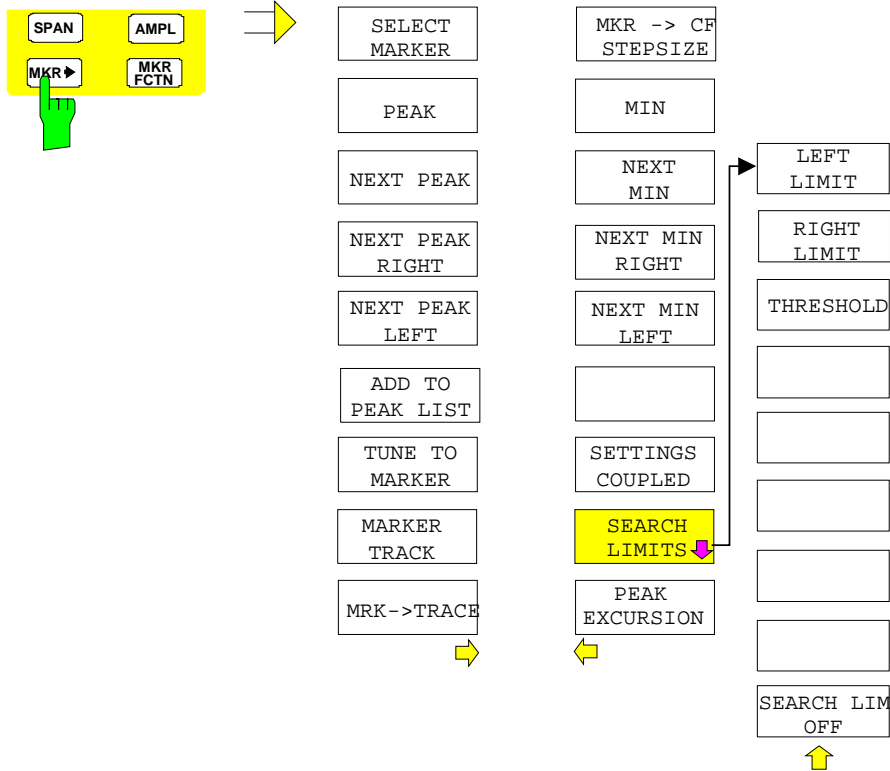 SPAN
AMPL
MKR
MKR
FCTN
SELECT
MARKER
PEAK
NEXT PEAK
NEXT PEAK
RIGHT
NEXT PEAK
LEFT
ADD TO
PEAK LIST
TUNE TO
MARKER
MARKER
TRACK
MRK->TRACE
MKR -> CF
STEPSIZE
MIN
NEXT
MIN
NEXT MIN
RIGHT
NEXT MIN
LEFT
SETTINGS
COUPLED
SEARCH
LIMITS
PEAK
EXCURSION
LEFT
LIMIT
RIGHT
LIMIT
THRESHOLD
SEARCH LIM
OFF